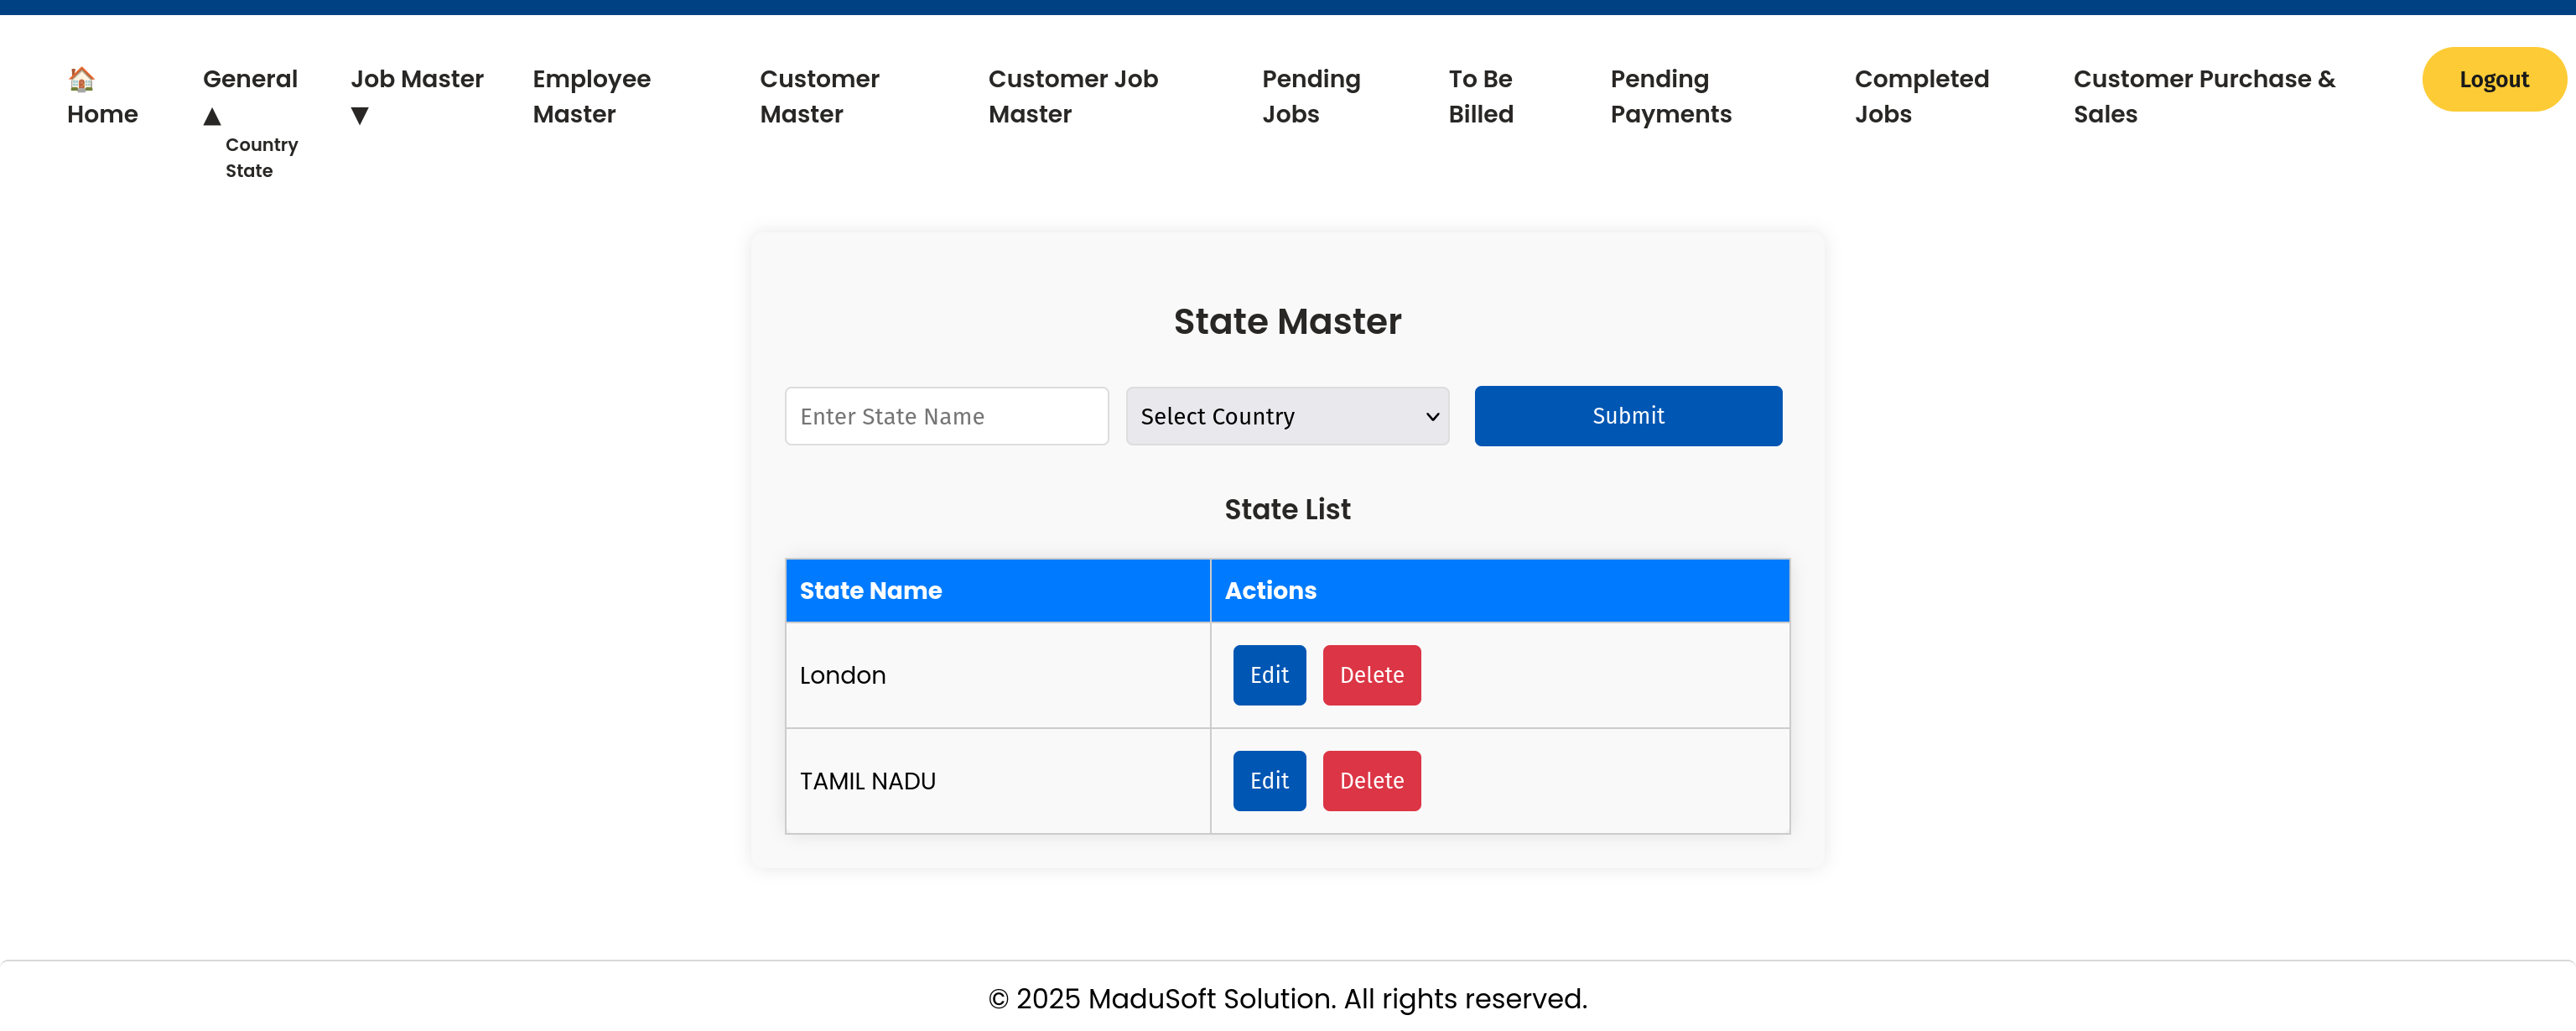 🏠 Home
General ▲
Country
State
Job Master ▼
Employee Master
Customer Master
Customer Job Master
Pending Jobs
To Be Billed
Pending Payments
Completed Jobs
Customer Purchase & Sales
Logout
State Master
Enter State Name
Select Country
Submit
State List
State Name Actions
London Edit Delete
TAMIL NADU Edit Delete
© 2025 MaduSoft Solution. All rights reserved.